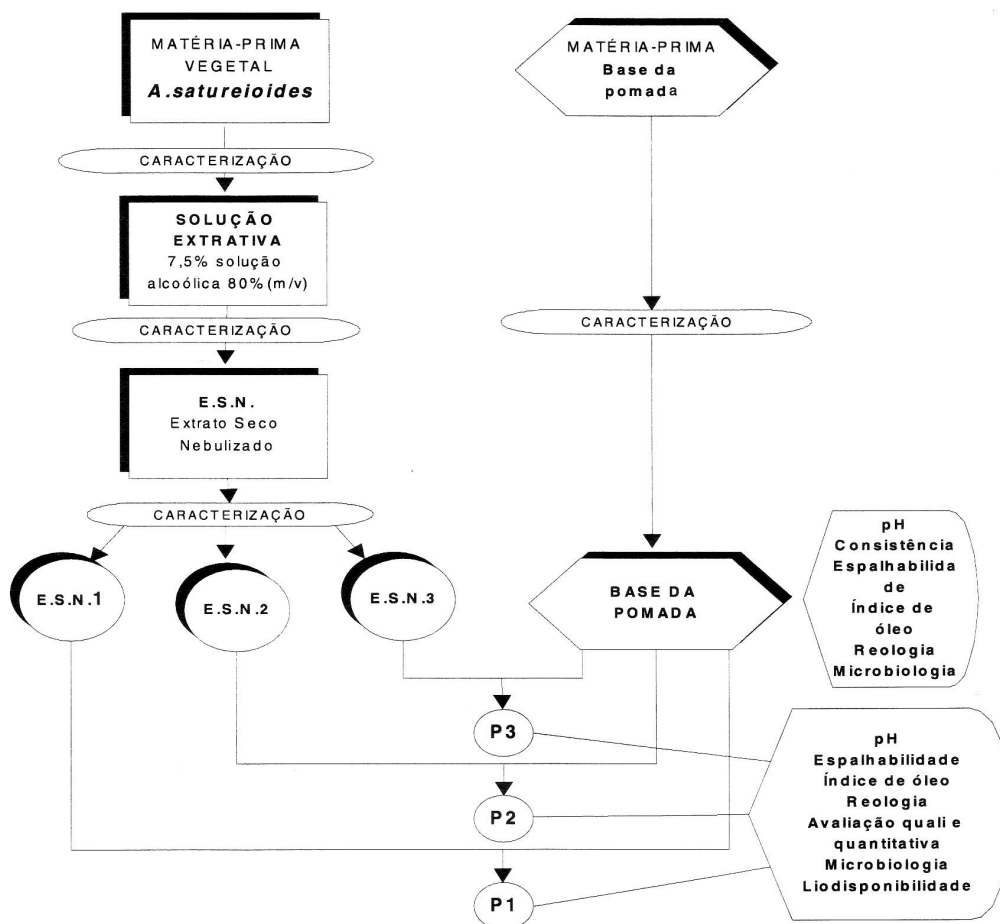 MATÉRIA-PRIMA
VEGETAL
A.satureioides
MATÉRIA-PRIMA
Base da
pomada
CARACTERIZAÇÃO
SOLUÇÃO
EXTRATIVA
7,5% solução
alcoólica 80% (m/v)
CARACTERIZAÇÃO
CARACTERIZAÇÃO
E.S.N.
Extrato Seco
Nebulizado
CARACTERIZAÇÃO
E.S.N.1
E.S.N.2
E.S.N.3
BASE DA
POMADA
pH
Consistência
Espalhabilida
de
Índice de
óleo
Reologia
Microbiologia
P3
P2
P1
pH
Espalhabilidade
Índice de óleo
Reologia
Avaliação quali e
quantitativa
Microbiologia
Liodisponibilidade